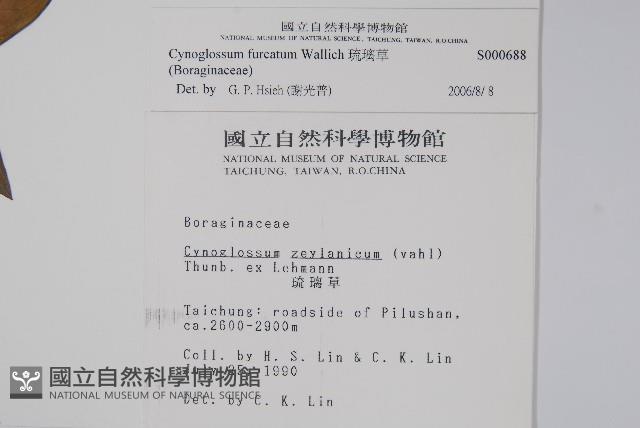 國立自然科學博物館
NATIONAL MUSEUM OF NATURAL SCIENCE, TAICHUNG, TAIWAN, R.O.CHINA
Cynoglossum furcatum Wallich 琉璃草 S000688
(Boraginaceae)
Det. by G. P. Hsieh (謝光普) 2006/8/8
國立自然科學博物館
NATIONAL MUSEUM OF NATURAL SCIENCE
TAICHUNG, TAIWAN, R.O.CHINA
Boraginaceae
Cynoglossum zeylanicum (vahl)
Thunb. ex Lehmann
琉璃草
Taichung: roadside of Pilushan,
ca.2600-2900m
Coll. by H. S. Lin & C. K. Lin
1990
Det. by C. K. Lin
國立自然科學博物館
NATIONAL MUSEUM OF NATURAL SCIENCE